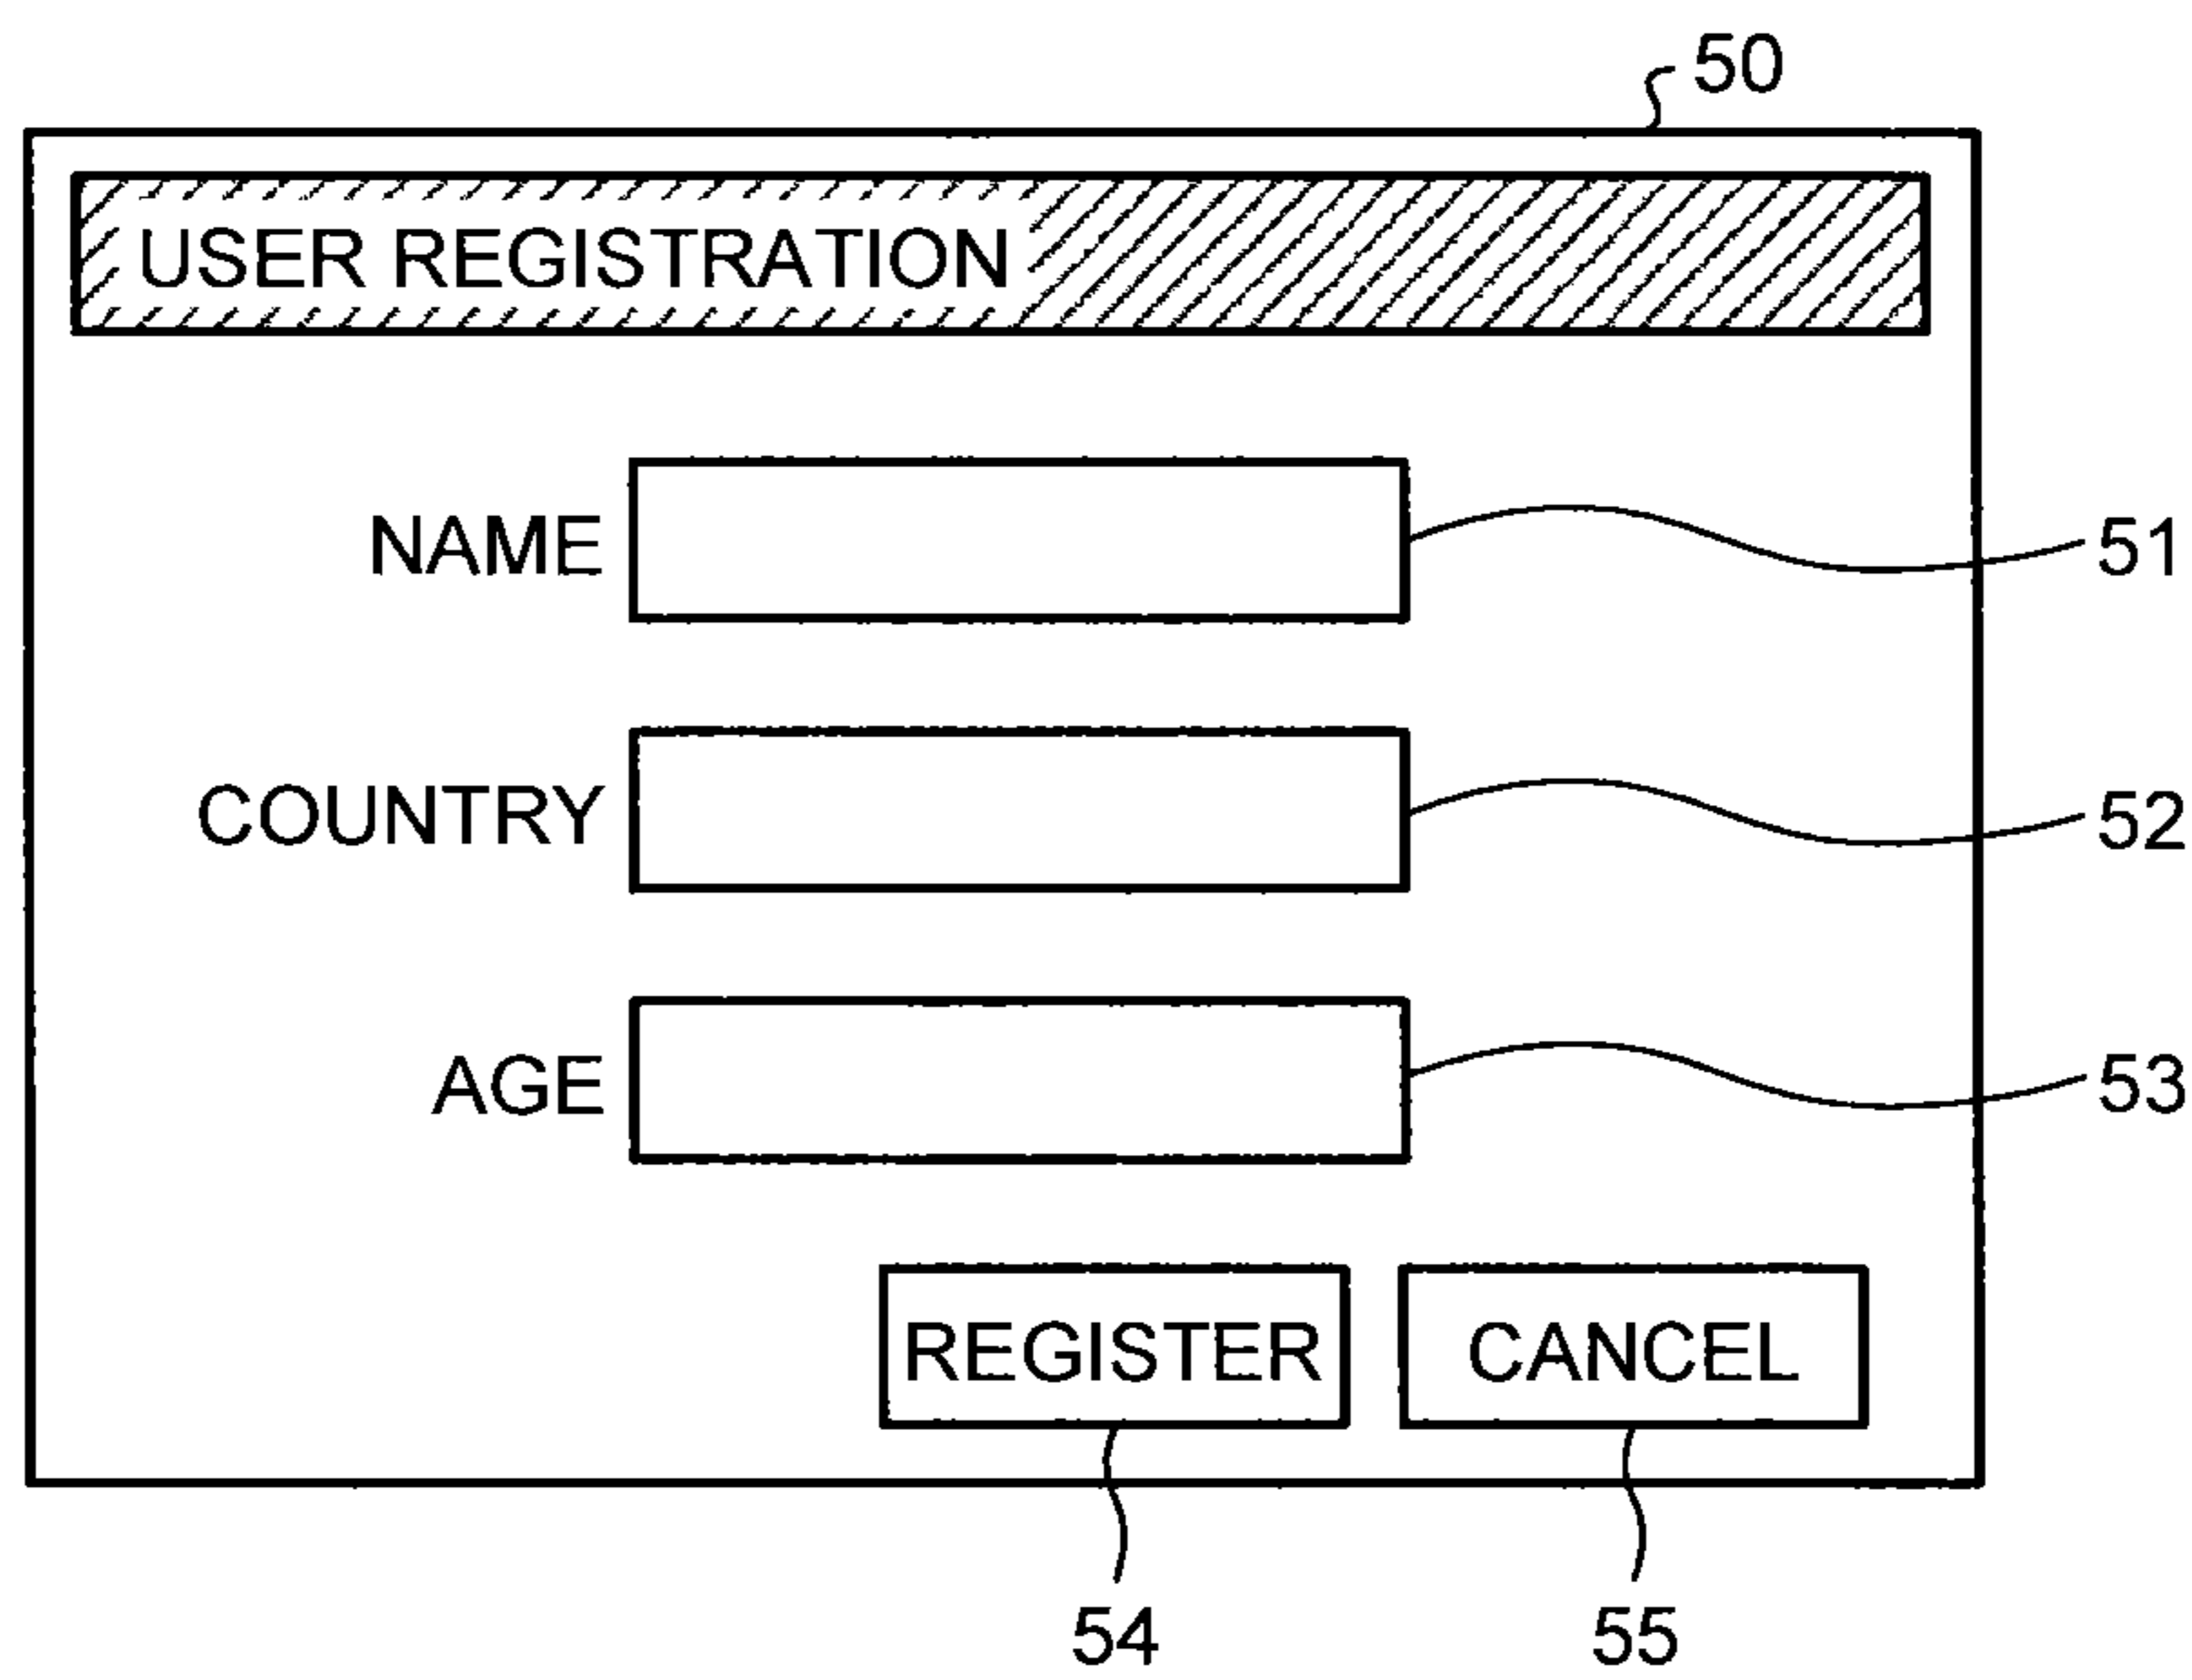 50
USER REGISTRATION
NAME 51
COUNTRY 52
AGE 53
REGISTER CANCEL
54 55